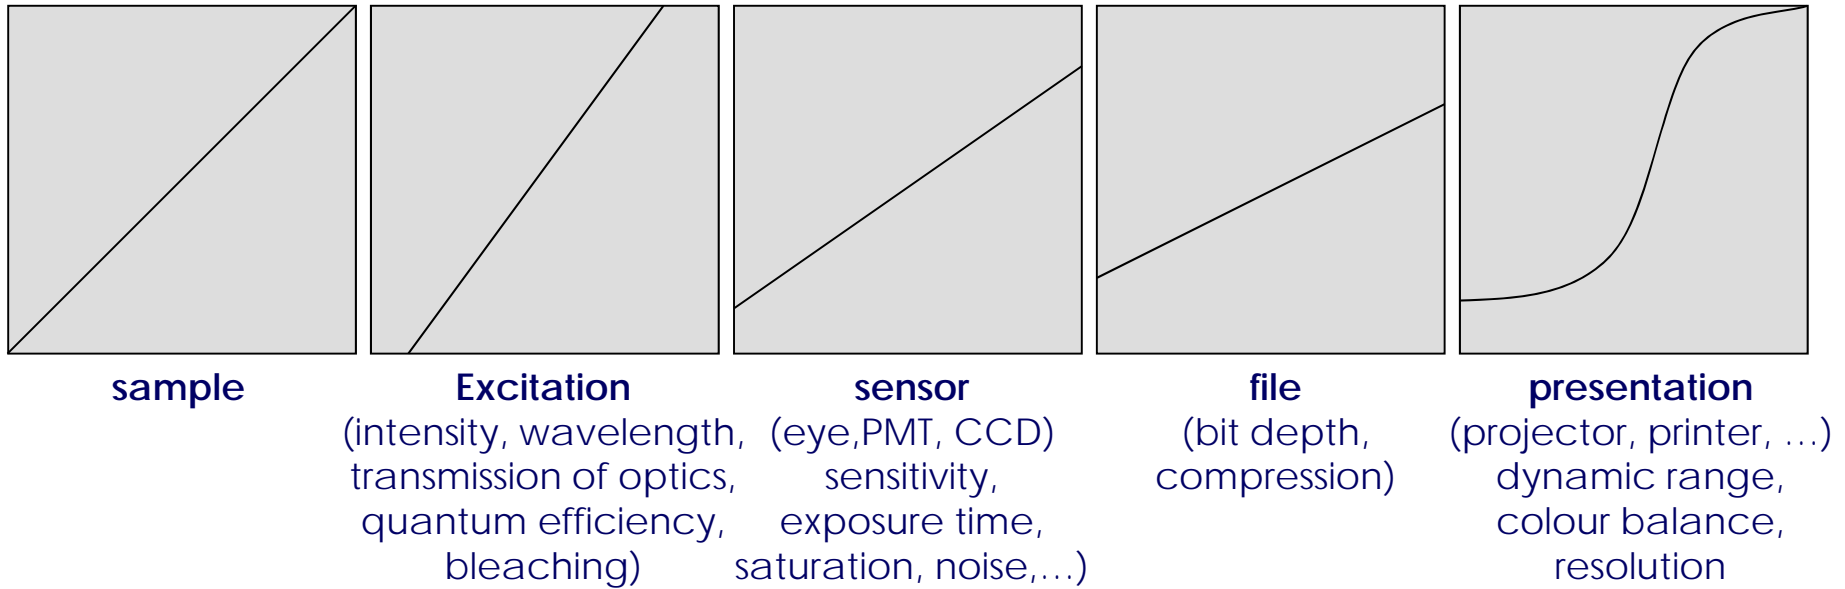 sample
Excitation
(intensity, wavelength,
transmission of optics,
quantum efficiency,
bleaching)
sensor
(eye,PMT, CCD)
sensitivity,
exposure time,
saturation, noise,…)
file
(bit depth,
compression)
presentation
(projector, printer, …)
dynamic range,
colour balance,
resolution